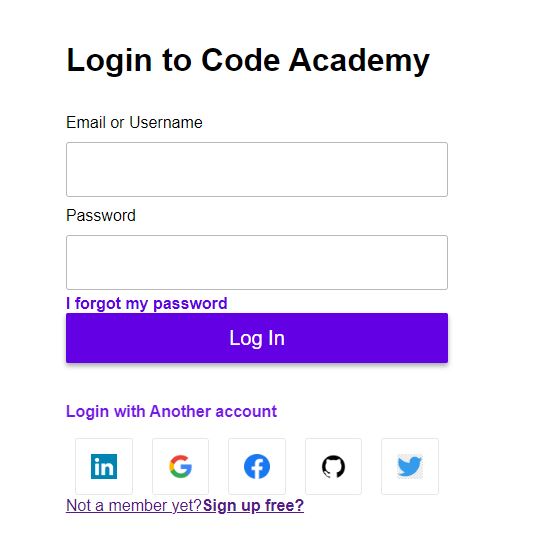 Login to Code Academy
Email or Username
Password
I forgot my password
Log In
Login with Another account
in G f
Not a member yet?Sign up free?